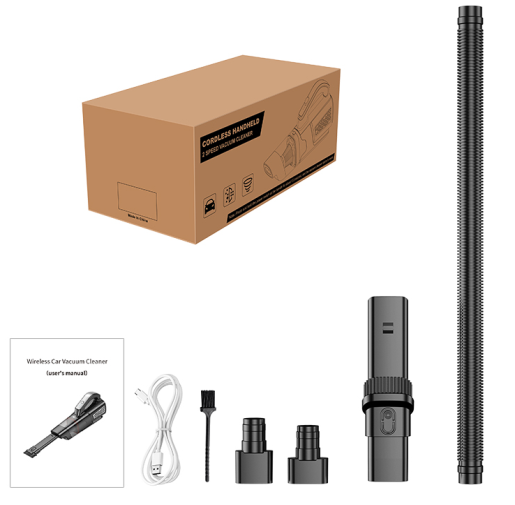 CORDLESS HANDHELD
2 SPEED VACUUM CLEANER
Made in China
Wireless Car Vacuum Cleaner
(user's manual)